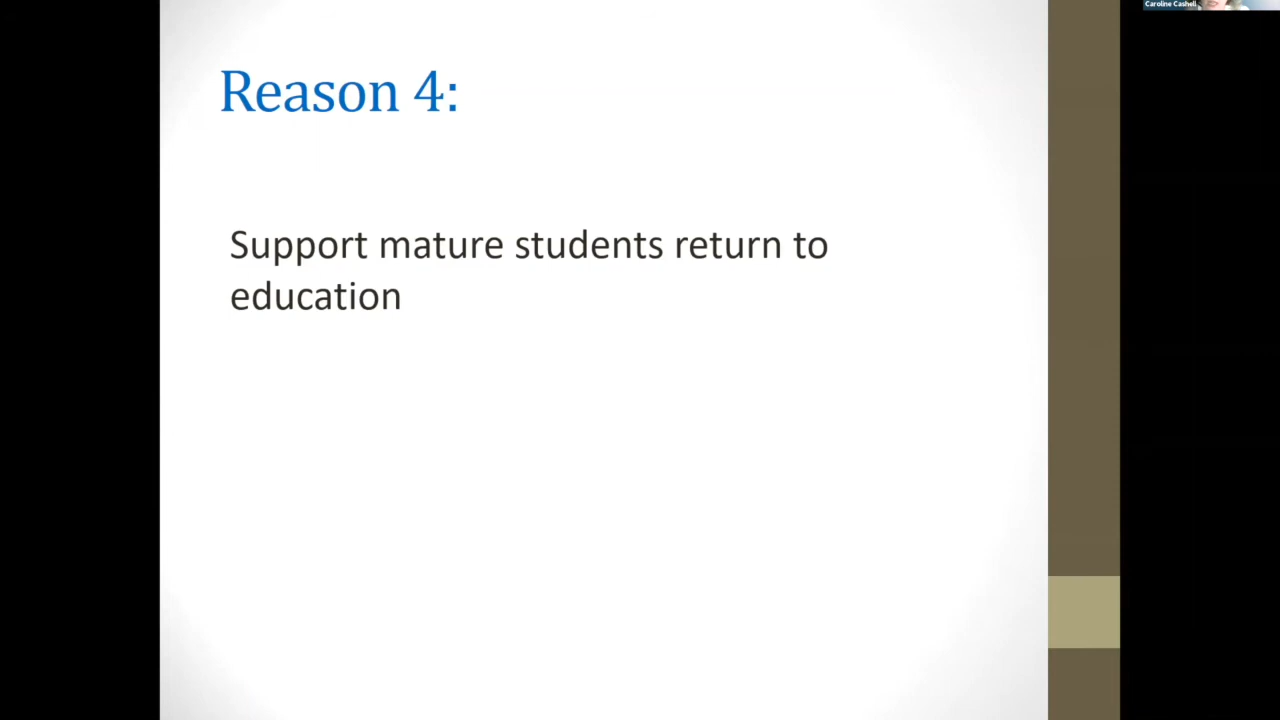 Caroline Cashell
Reason 4:
Support mature students return to
education